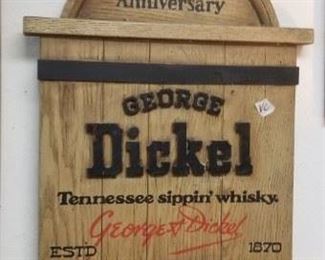 Anniversary
GEORGE
Dickel
Tennessee sippin' whisky.
George A Dickel
ESTD 1870